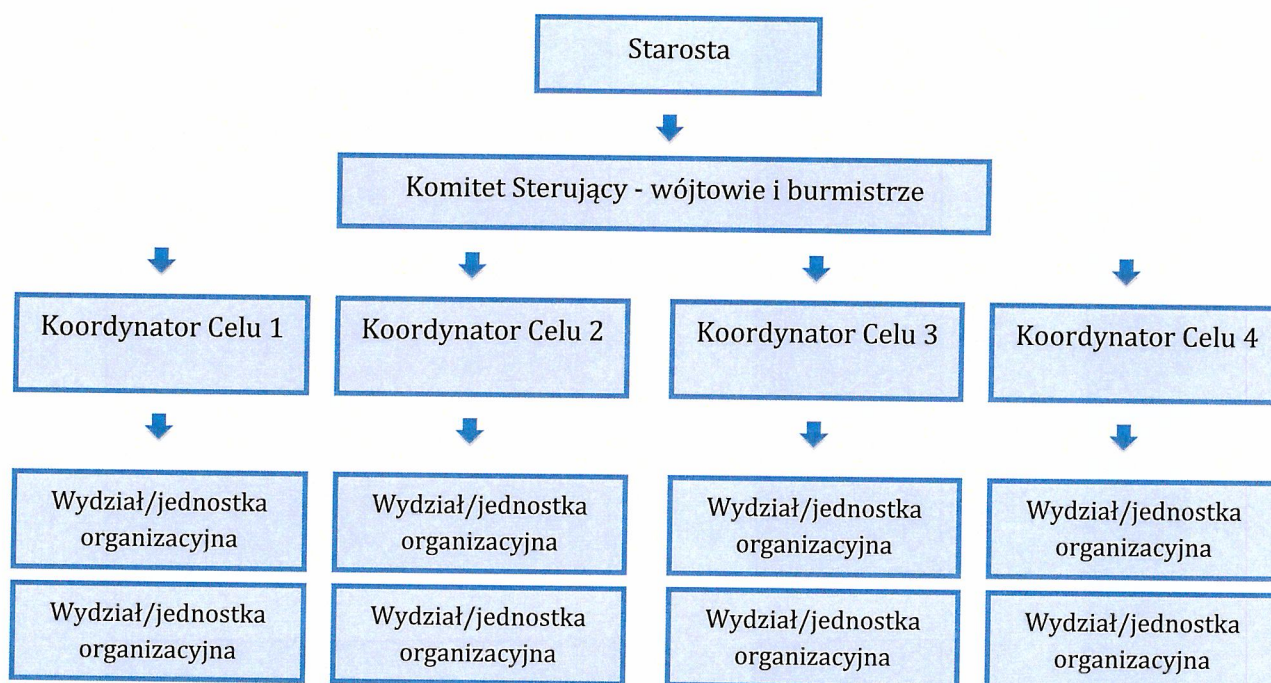 Starosta
Komitet Sterujący - wójtowie i burmistrze
Koordynator Celu 1
Koordynator Celu 2
Koordynator Celu 3
Koordynator Celu 4
Wydział/jednostka
organizacyjna
Wydział/jednostka
organizacyjna
Wydział/jednostka
organizacyjna
Wydział/jednostka
organizacyjna
Wydział/jednostka
organizacyjna
Wydział/jednostka
organizacyjna
Wydział/jednostka
organizacyjna
Wydział/jednostka
organizacyjna